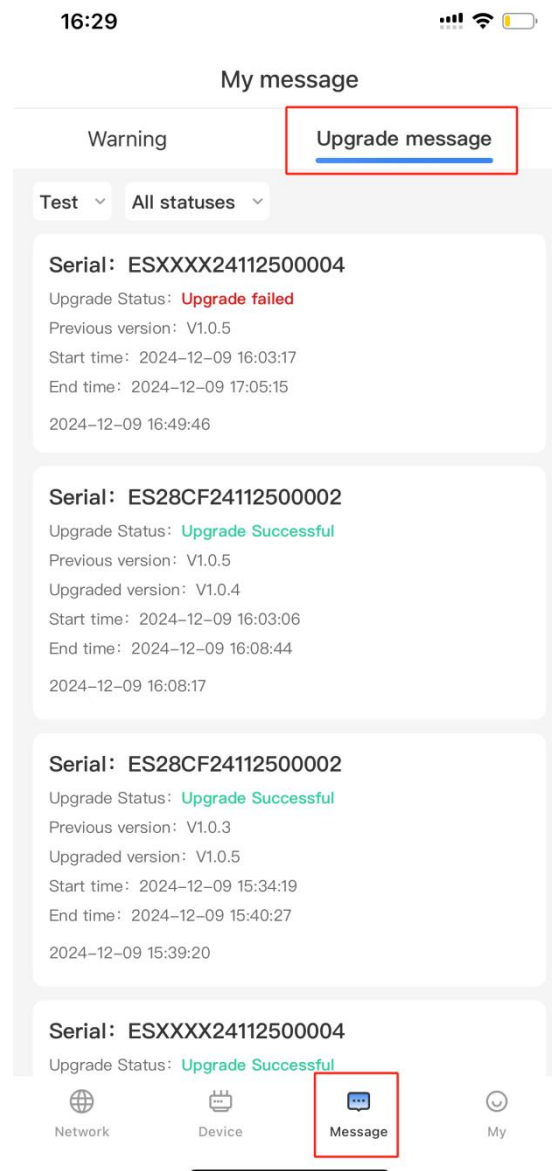 16:29
My message
Warning
Upgrade message
Test
All statuses
Serial: ESXXXX24112500004
Upgrade Status: Upgrade failed
Previous version: V1.0.5
Start time: 2024-12-09 16:03:17
End time: 2024-12-09 17:05:15
2024-12-09 16:49:46
Serial: ES28CF24112500002
Upgrade Status: Upgrade Successful
Previous version: V1.0.5
Upgraded version: V1.0.4
Start time: 2024-12-09 16:03:06
End time: 2024-12-09 16:08:44
2024-12-09 16:08:17
Serial: ES28CF24112500002
Upgrade Status: Upgrade Successful
Previous version: V1.0.3
Upgraded version: V1.0.5
Start time: 2024-12-09 15:34:19
End time: 2024-12-09 15:40:27
2024-12-09 15:39:20
Serial: ESXXXX24112500004
Upgrade Status: Upgrade Successful
Network
Device
Message
My